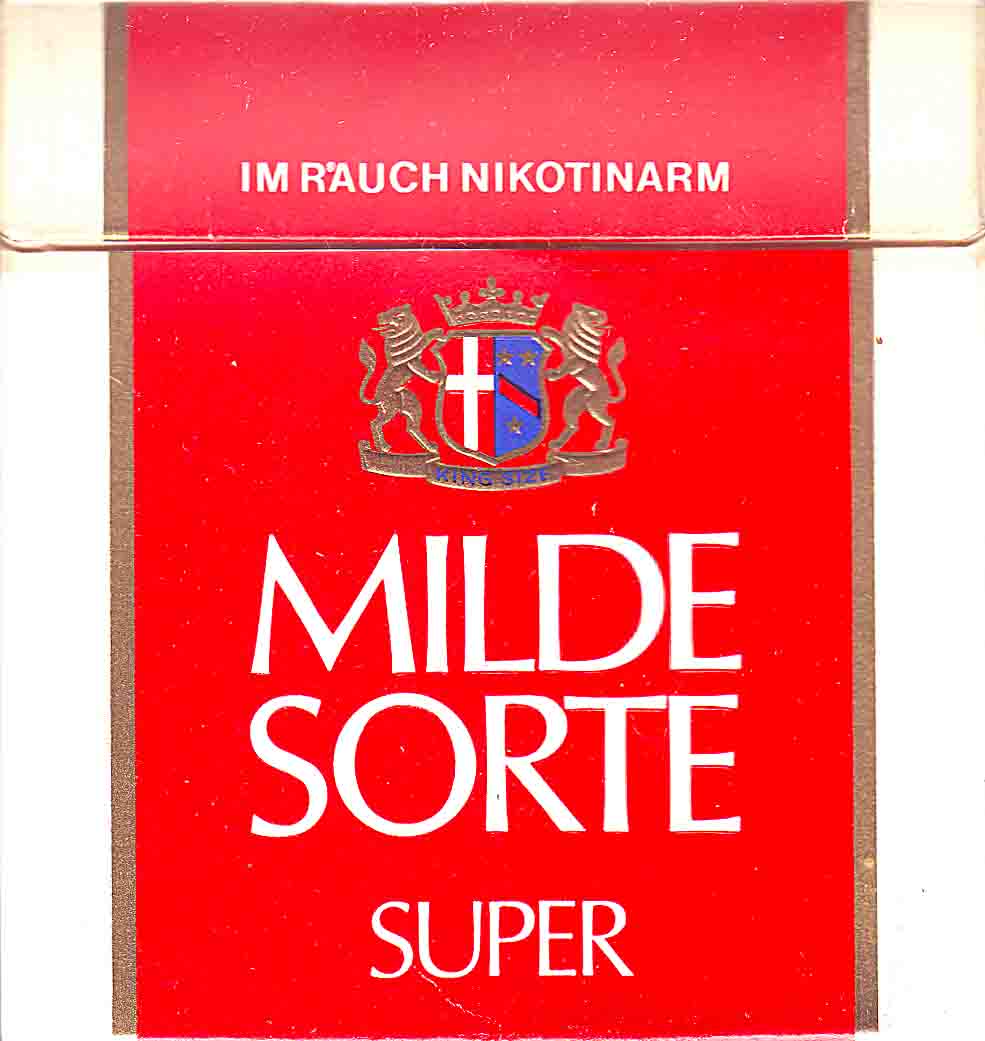 IM RAUCH NIKOTINARM
KING SIZE
MILDE
SORTE
SUPER